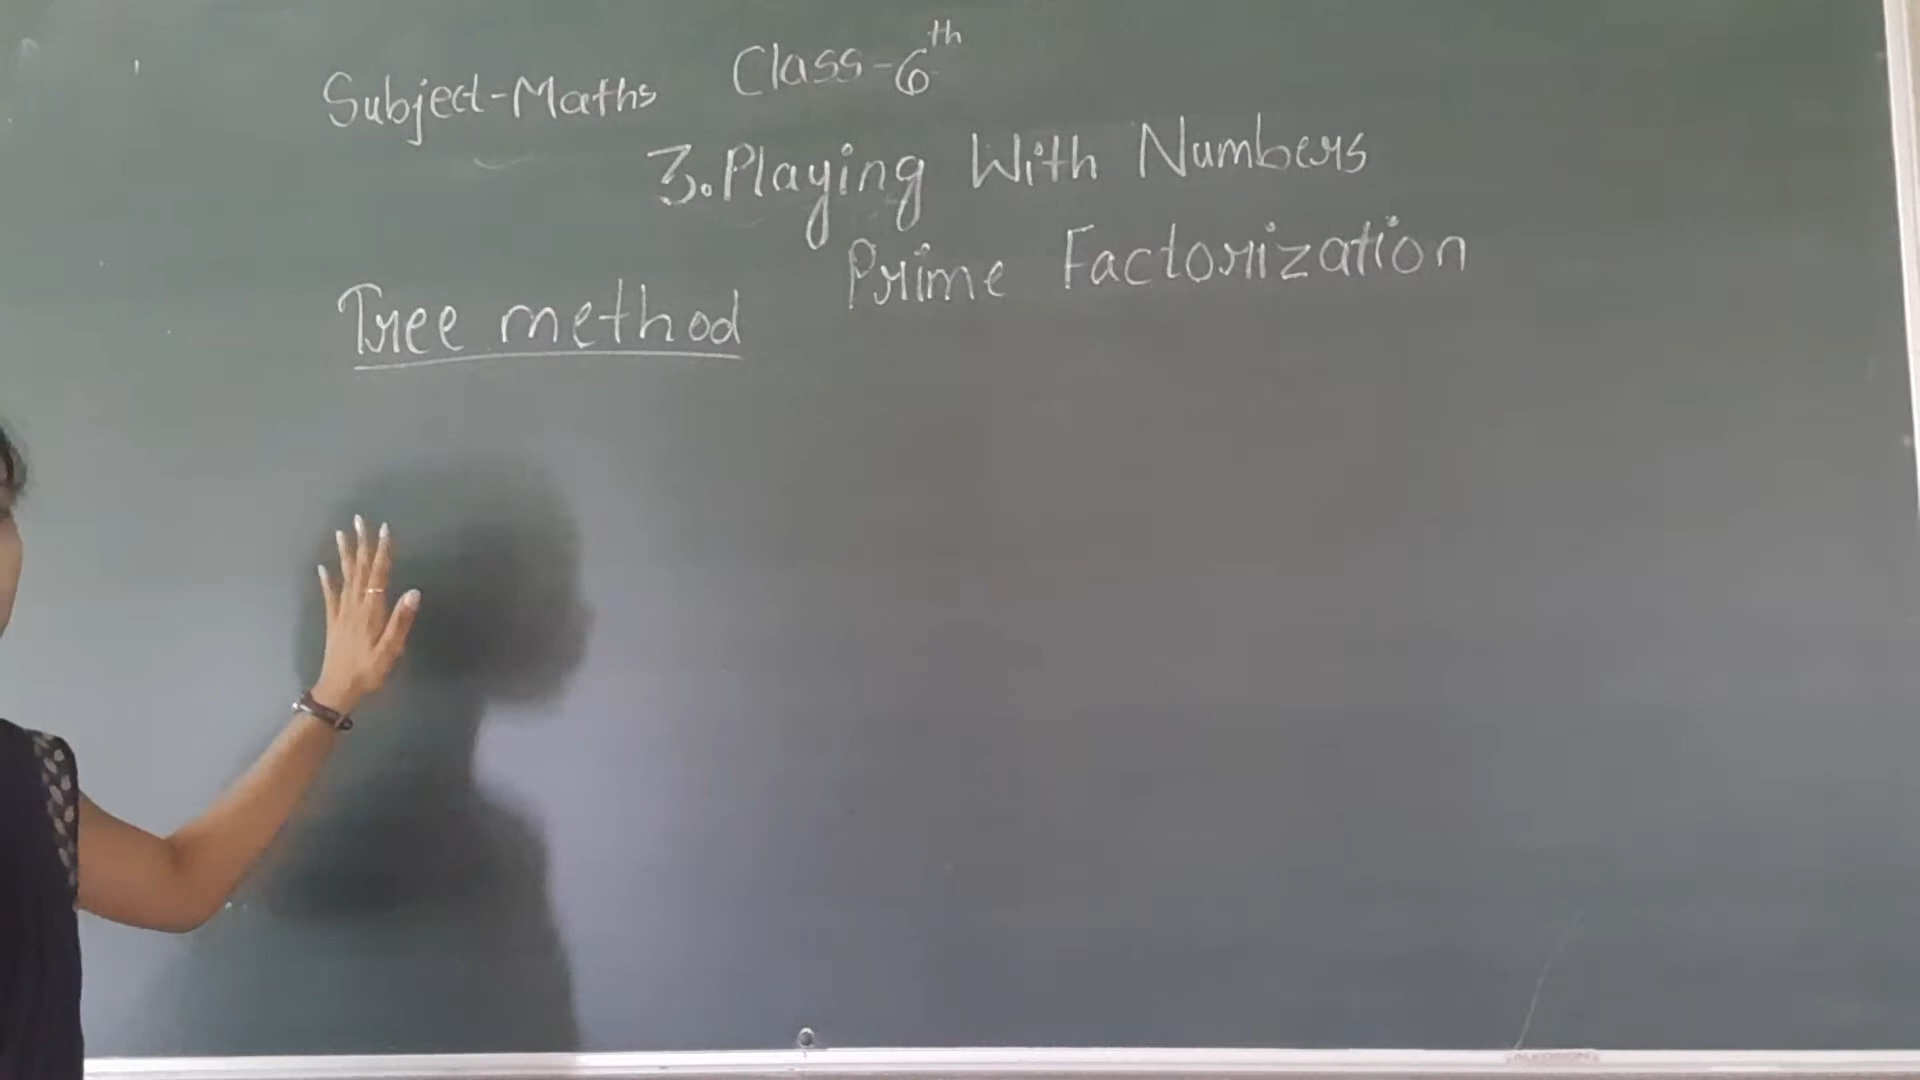 Subject-Maths Class-6th
3. Playing With Numbers
Prime Factorization
Tree method